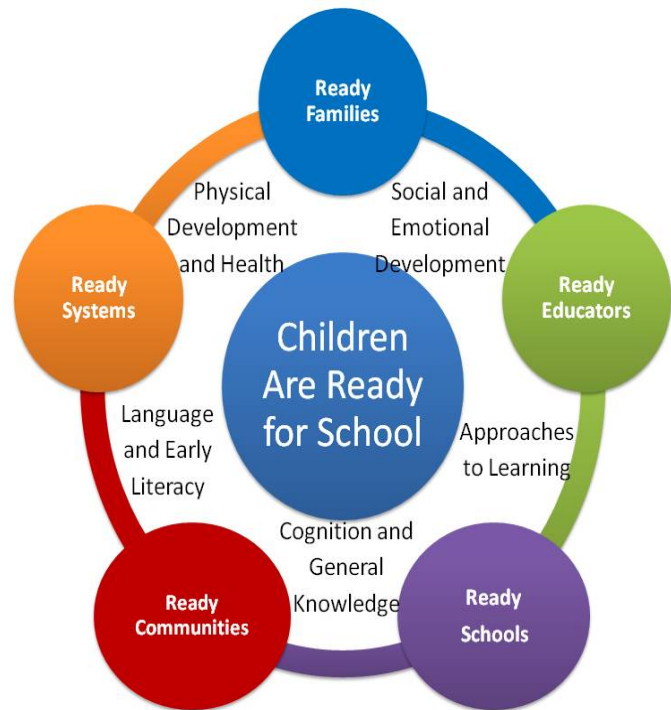 Ready
Families
Physical
Development
and Health
Social and
Emotional
Development
Ready
Systems
Ready
Educators
Children
Are Ready
for School
Language
and Early
Literacy
Approaches
to Learning
Cognition and
General
Knowledge
Ready
Communities
Ready
Schools